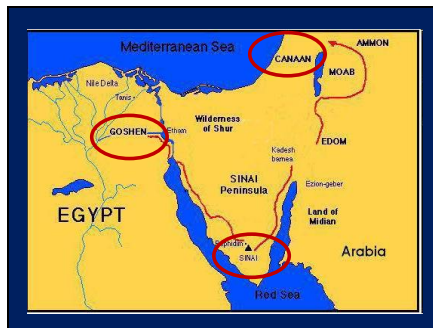 Mediterranean Sea
AMMON
CANAAN
MOAB
Nile Delta
Tanis
GOSHEN
Etham
Wilderness
of Shur
EDOM
Kadesh
barnea
SINAI
Peninsula
Ezion-geber
EGYPT
Land of
Midian
Rephidim
SINAI
Arabia
Red Sea